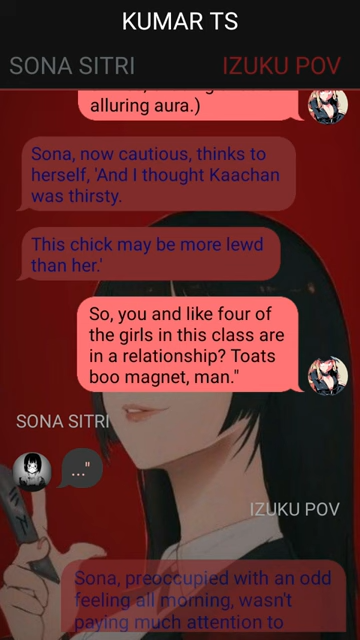 KUMAR TS
SONA SITRI
IZUKU POV
alluring aura.)
Sona, now cautious, thinks to
herself, 'And I thought Kaachan
was thirsty.
This chick may be more lewd
than her.'
So, you and like four of
the girls in this class are
in a relationship? Toats
boo magnet, man."
SONA SITRI
..."
IZUKU POV
Sona, preoccupied with an odd
feeling all morning, wasn't
paying much attention to